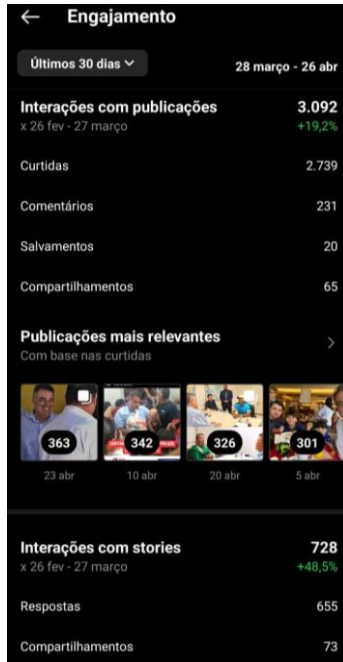 Engajamento
Últimos 30 dias
28 março - 26 abr
Interações com publicações 3.092
x 26 fev - 27 março +19,2%
Curtidas 2.739
Comentários 231
Salvamentos 20
Compartilhamentos 65
Publicações mais relevantes
Com base nas curtidas
363 342 326 301
23 abr 10 abr 20 abr 5 abr
Interações com stories 728
x 26 fev - 27 março +48,5%
Respostas 655
Compartilhamentos 73